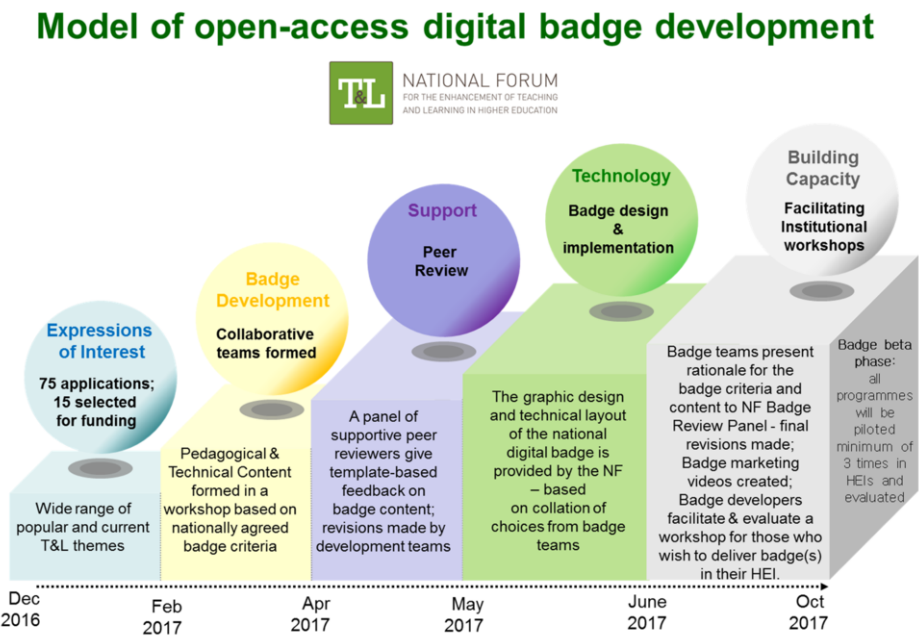 Model of open-access digital badge development
T&L
NATIONAL FORUM
FOR THE ENHANCEMENT OF TEACHING
AND LEARNING IN HIGHER EDUCATION
Expressions
of Interest
75 applications;
15 selected
for funding
Wide range of
popular and current
T&L themes
Badge
Development
Collaborative
teams formed
Pedagogical &
Technical Content
formed in a
workshop based on
nationally agreed
badge criteria
Support
Peer
Review
A panel of
supportive peer
reviewers give
template-based
feedback on
badge content;
revisions made by
development teams
Technology
Badge design
&
implementation
The graphic design
and technical layout
of the national
digital badge is
provided by the NF
– based
on collation of
choices from badge
teams
Building
Capacity
Facilitating
Institutional
workshops
Badge teams present
rationale for the
badge criteria and
content to NF Badge
Review Panel - final
revisions made;
Badge marketing
videos created;
Badge developers
facilitate & evaluate a
workshop for those who
wish to deliver badge(s)
in their HEI.
Badge beta
phase:
all
programmes
will be
piloted
minimum of
3 times in
HEIs and
evaluated
Dec
2016
Feb
2017
Apr
2017
May
2017
June
2017
Oct
2017